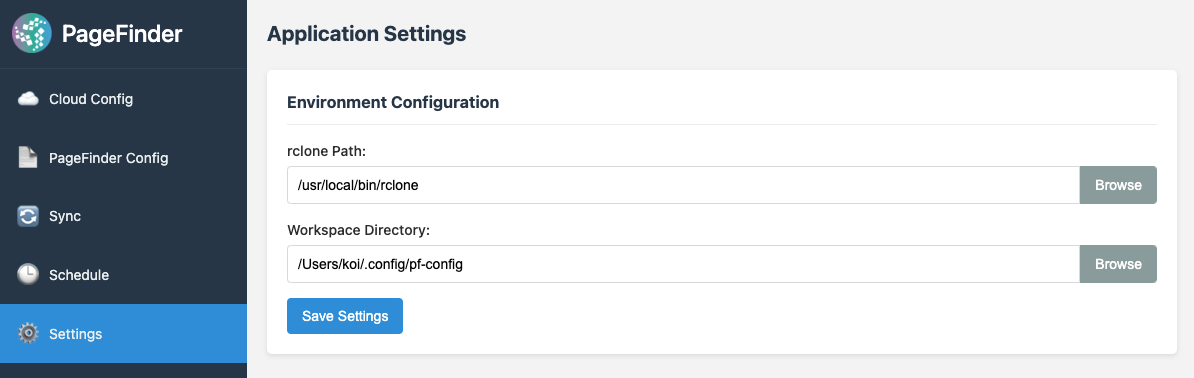 PageFinder
Cloud Config
PageFinder Config
Sync
Schedule
Settings
Application Settings
Environment Configuration
rclone Path:
/usr/local/bin/rclone
Browse
Workspace Directory:
/Users/koi/.config/pf-config
Browse
Save Settings